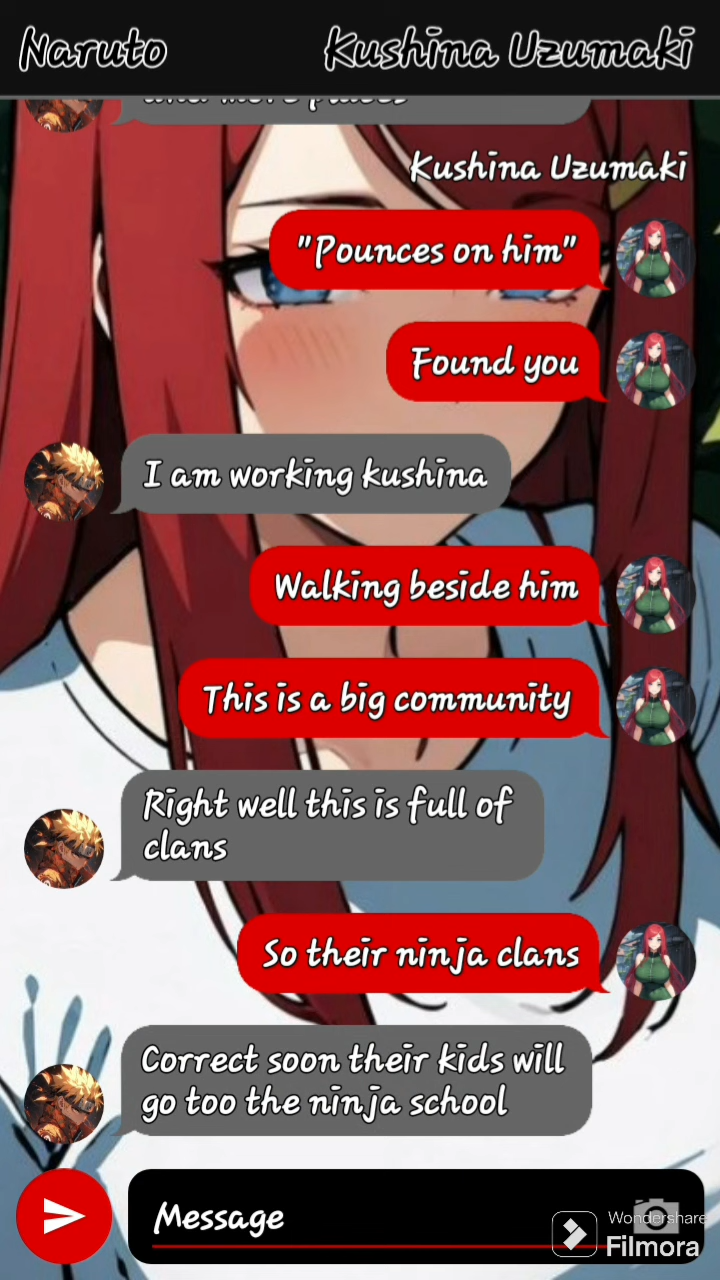 Naruto
Kushina Uzumaki
Kushina Uzumaki
"Pounces on him"
Found you
I am working kushina
Walking beside him
This is a big community
Right well this is full of
clans
So their ninja clans
Correct soon their kids will
go too the ninja school
Message
Wondershare
Filmora